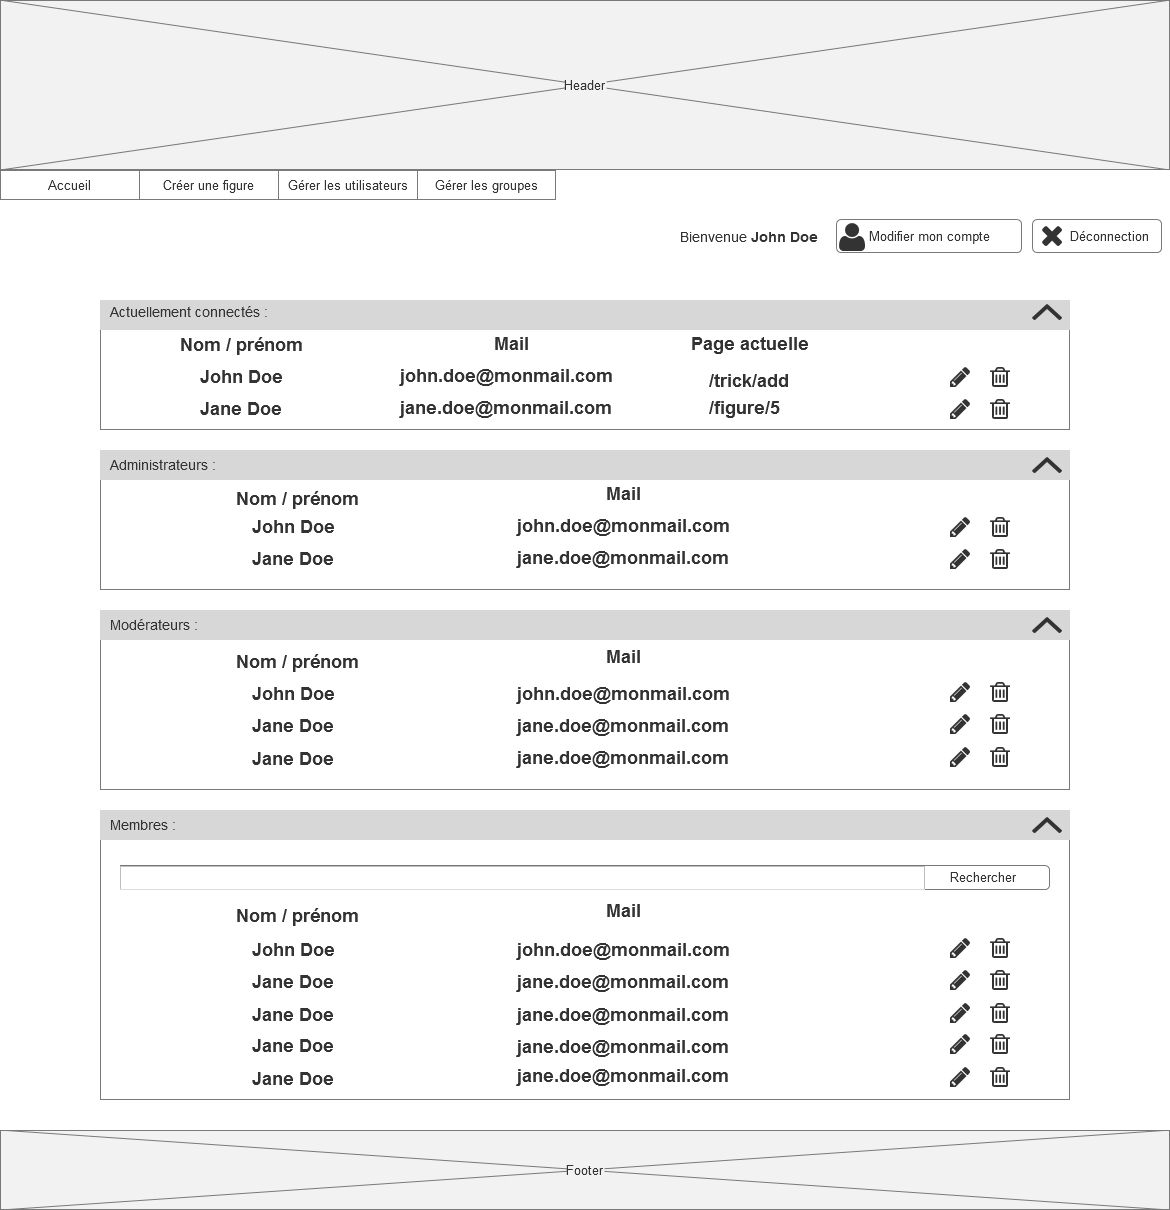 Header
Accueil Créer une figure Gérer les utilisateurs Gérer les groupes
Bienvenue John Doe Modifier mon compte Déconnection
Actuellement connectés :
Nom / prénom Mail Page actuelle
John Doe john.doe@monmail.com /trick/add
Jane Doe jane.doe@monmail.com /figure/5
Administrateurs :
Nom / prénom Mail
John Doe john.doe@monmail.com
Jane Doe jane.doe@monmail.com
Modérateurs :
Nom / prénom Mail
John Doe john.doe@monmail.com
Jane Doe jane.doe@monmail.com
Jane Doe jane.doe@monmail.com
Membres :
Rechercher
Nom / prénom Mail
John Doe john.doe@monmail.com
Jane Doe jane.doe@monmail.com
Jane Doe jane.doe@monmail.com
Jane Doe jane.doe@monmail.com
Jane Doe jane.doe@monmail.com
Footer